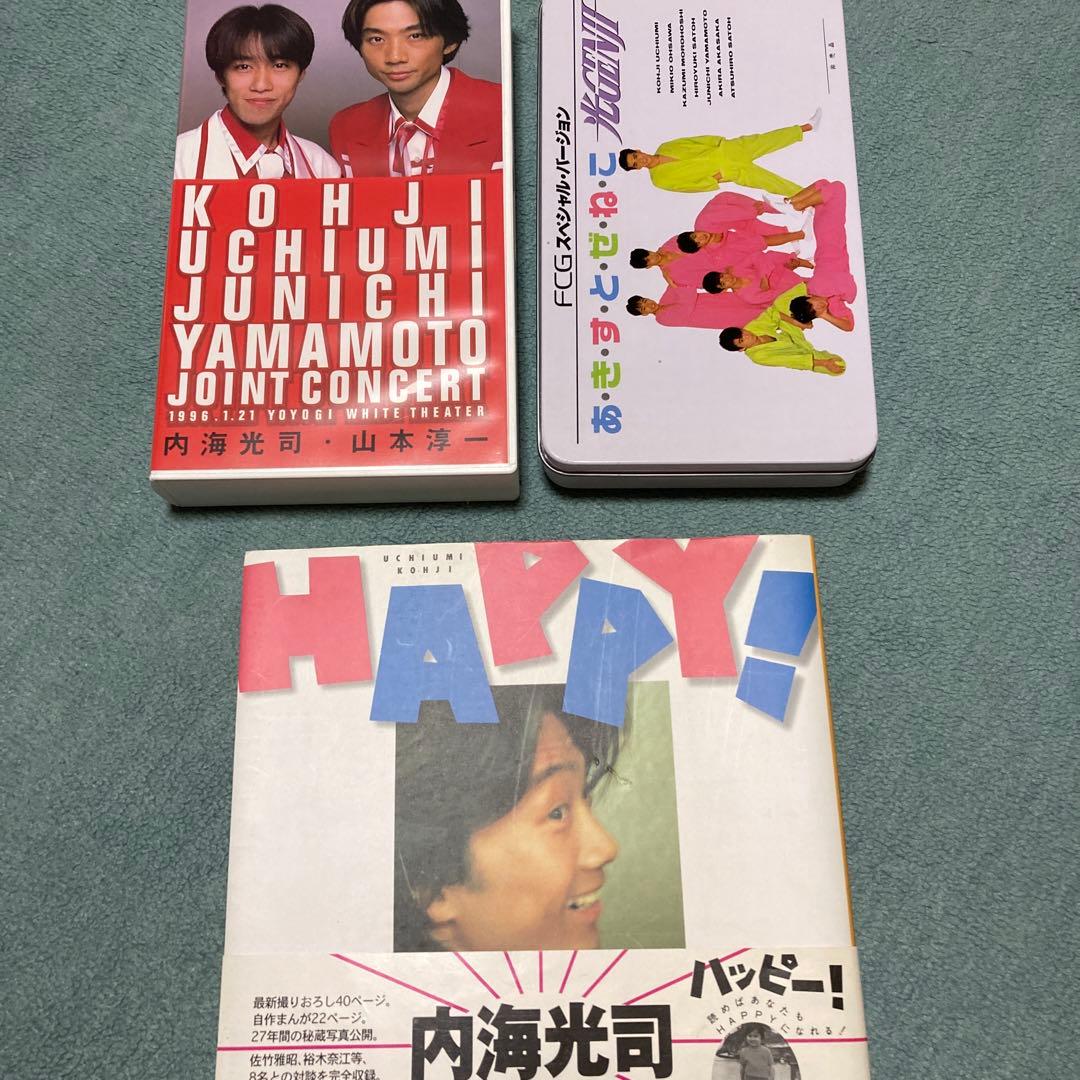 KOHJI
UCHIUMI
JUNICHI
YAMAMOTO
JOINT CONCERT
1996.1.21 YOYOGI WHITE THEATER
内海光司・山本淳一
光GENJI
KOHJI UCHIUMI
MIKIO OHSAWA
KAZUMI MOROHOSHI
HIROYUKI SATOH
JUNICHI YAMAMOTO
AKIRA AKASAKA
ATSUHIRO SATOH
非売品
FCGスペシャル・バージョン
あ・き・す・と・ぜ・ね・こ
UCHIUMI
KOHJI
HAPPY!
ハッピー!
読めばあなたも
HAPPYになれる!
最新撮りおろし40ページ。
自作まんが22ページ。
27年間の秘蔵写真公開。
佐竹雅昭、裕木奈江等、
8名との対談を完全収録。
内海光司